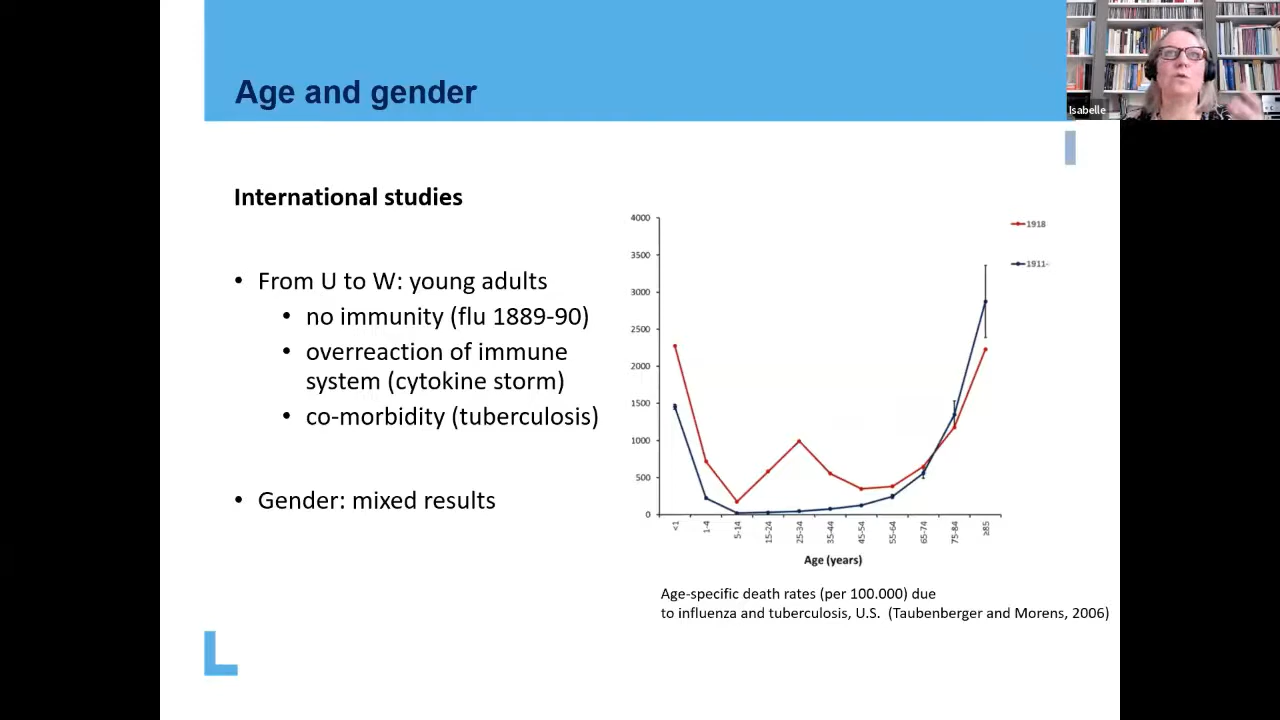 Age and gender
Isabelle
International studies
• From U to W: young adults
• no immunity (flu 1889-90)
• overreaction of immune
system (cytokine storm)
• co-morbidity (tuberculosis)
• Gender: mixed results
4000
3500
3000
2500
2000
1500
1000
500
0
1918
1911-
<1
1-4
5-14
15-24
25-34
35-44
45-54
55-64
65-74
75-84
≥85
Age (years)
Age-specific death rates (per 100.000) due
to influenza and tuberculosis, U.S. (Taubenberger and Morens, 2006)